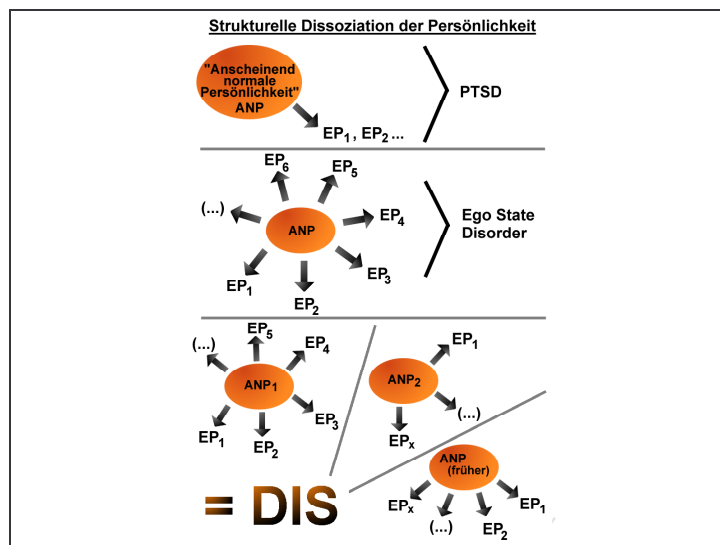 Strukturelle Dissoziation der Persönlichkeit
"Anscheinend
normale
Persönlichkeit"
ANP
EP1 , EP2 ...
PTSD
EP6
EP5
(...)
ANP
EP4
EP3
EP1
EP2
Ego State
Disorder
EP5
(...)
EP4
ANP1
EP3
EP1
EP2
EP1
ANP2
(...)
EPx
ANP
(früher)
EPx
EP1
(...)
EP2
= DIS